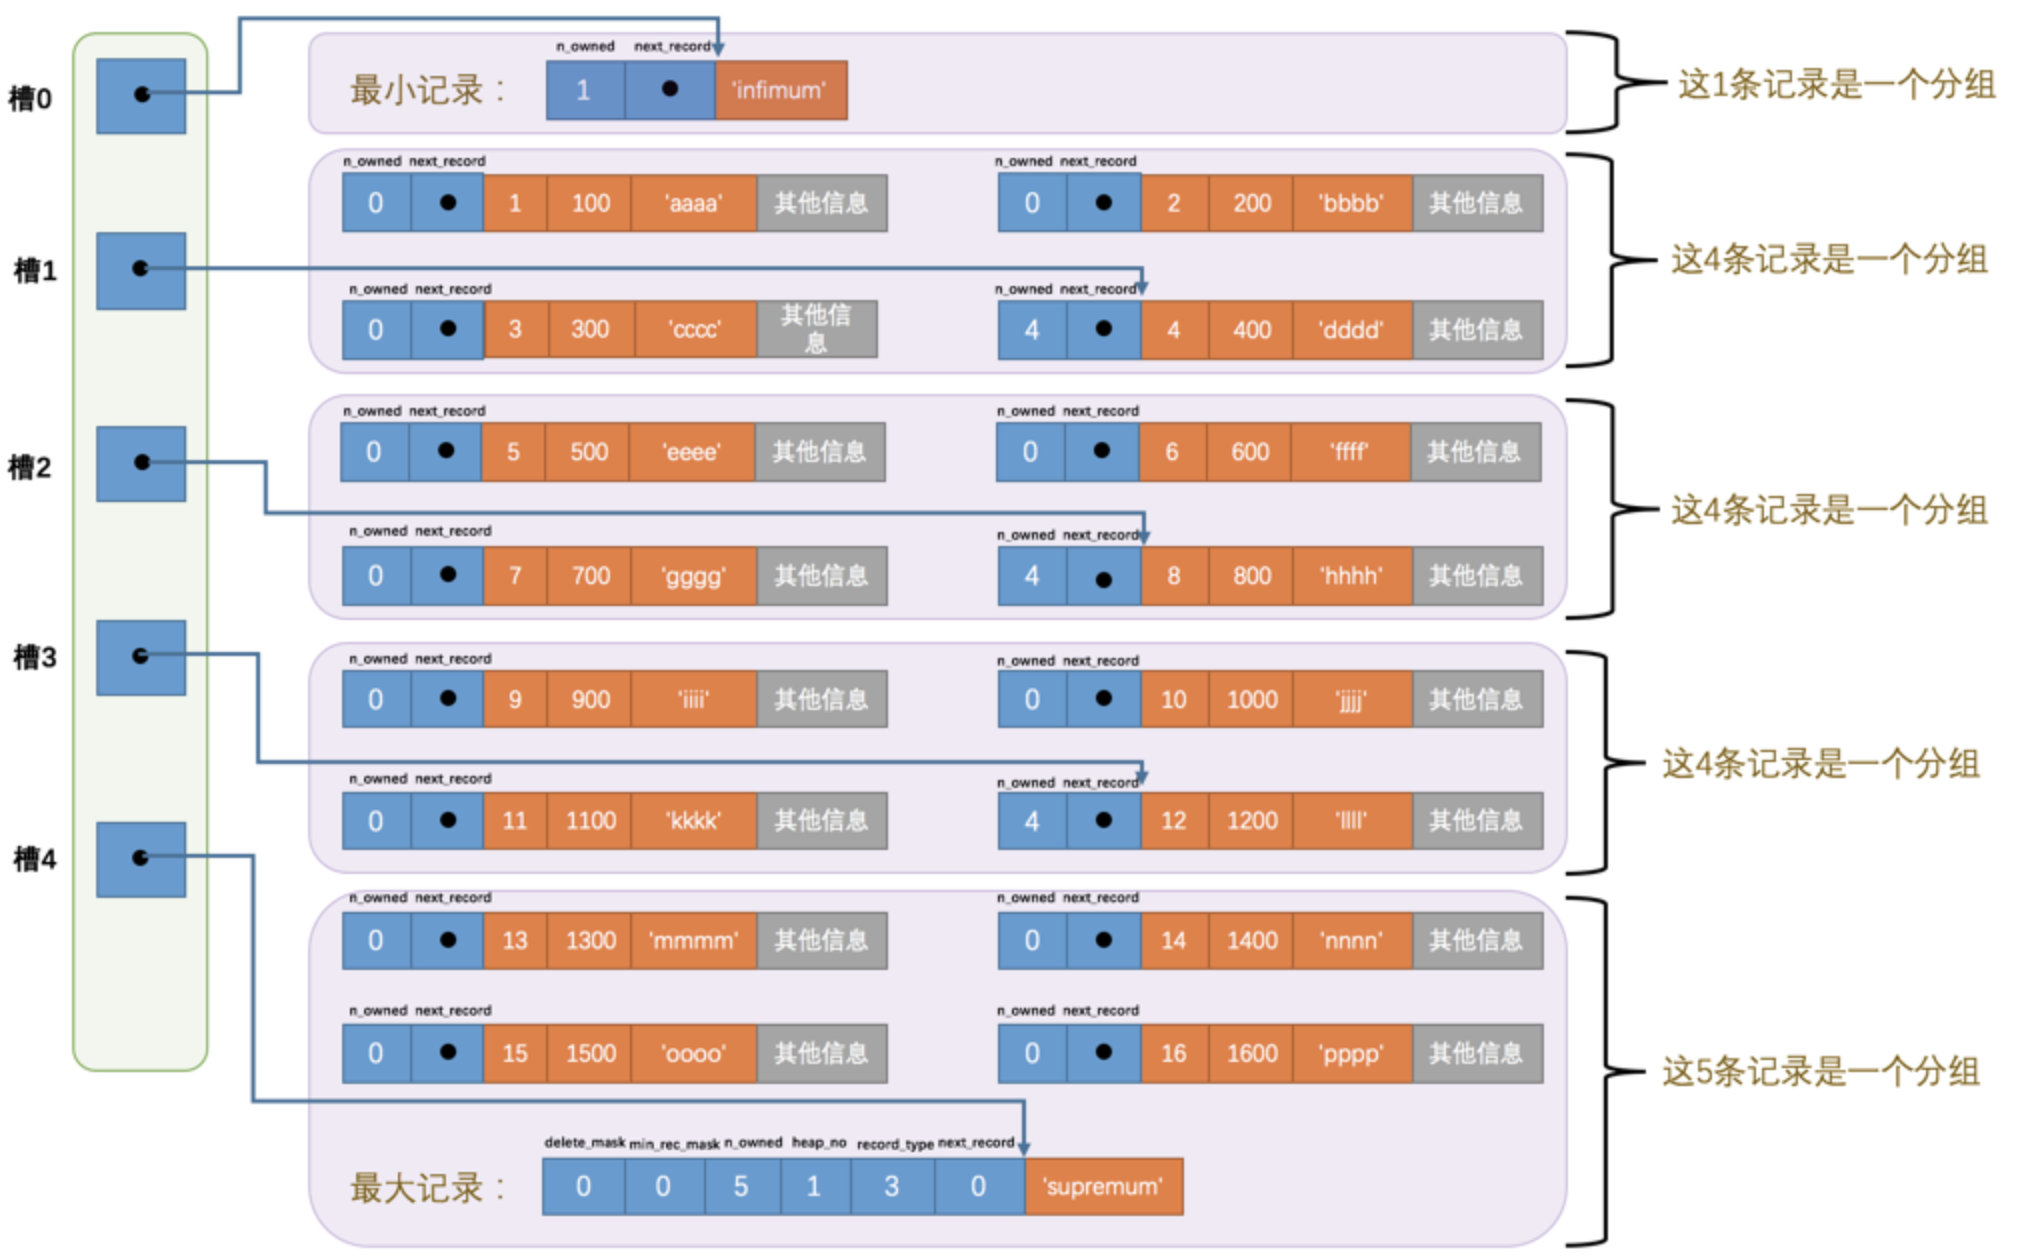 n_owned next_record
槽0 最小记录： 1 'infimum' 这1条记录是一个分组
n_owned next_record n_owned next_record
0 1 100 'aaaa' 其他信息 0 2 200 'bbbb' 其他信息
槽1 这4条记录是一个分组
n_owned next_record n_owned next_record
0 3 300 'cccc' 其他信息 4 4 400 'dddd' 其他信息
n_owned next_record n_owned next_record
槽2 0 5 500 'eeee' 其他信息 0 6 600 'ffff' 其他信息
这4条记录是一个分组
n_owned next_record n_owned next_record
0 7 700 'gggg' 其他信息 4 8 800 'hhhh' 其他信息
槽3 n_owned next_record n_owned next_record
0 9 900 'iiii' 其他信息 0 10 1000 'jjjj' 其他信息
这4条记录是一个分组
n_owned next_record n_owned next_record
0 11 1100 'kkkk' 其他信息 4 12 1200 'llll' 其他信息
槽4
n_owned next_record n_owned next_record
0 13 1300 'mmmm' 其他信息 0 14 1400 'nnnn' 其他信息
n_owned next_record n_owned next_record
0 15 1500 'oooo' 其他信息 0 16 1600 'pppp' 其他信息
这5条记录是一个分组
delete_mask min_rec_mask n_owned heap_no record_type next_record
最大记录： 0 0 5 1 3 0 'supremum'